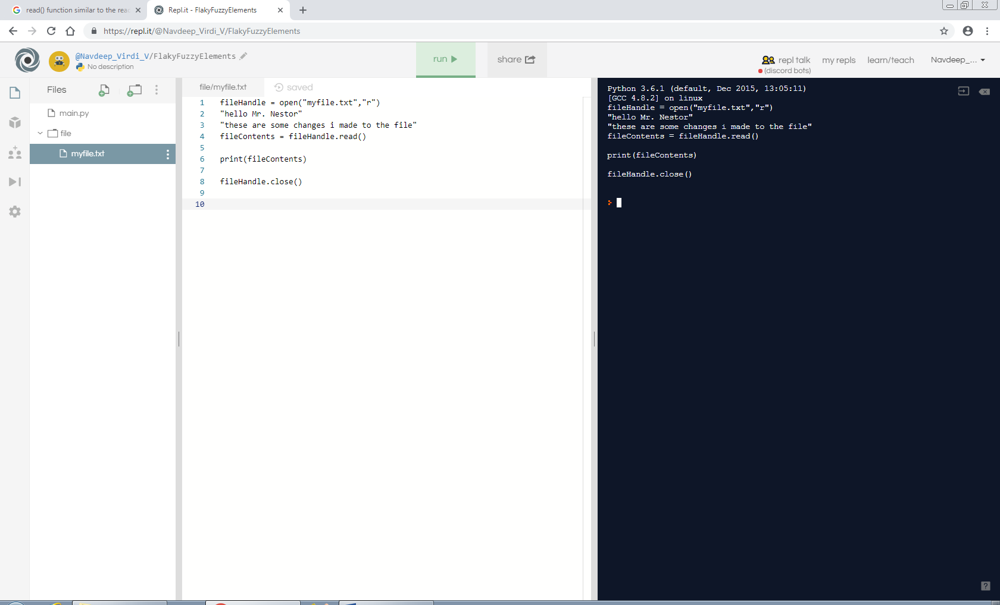 read() function similar to the reac
Repl.it - FlakyFuzzyElements
https://repl.it/@Navdeep_Virdi_V/FlakyFuzzyElements
@Navdeep_Virdi_V/FlakyFuzzyElements
No description
run
share
repl talk
(discord bots)
my repls
learn/teach
Navdeep_...
Files
main.py
file
myfile.txt
file/myfile.txt
saved
1 fileHandle = open("myfile.txt","r")
2 "hello Mr. Nestor"
3 "these are some changes i made to the file"
4 fileContents = fileHandle.read()
5
6 print(fileContents)
7
8 fileHandle.close()
9
10
Python 3.6.1 (default, Dec 2015, 13:05:11)
[GCC 4.8.2] on linux
fileHandle = open("myfile.txt","r")
"hello Mr. Nestor"
"these are some changes i made to the file"
fileContents = fileHandle.read()
print(fileContents)
fileHandle.close()
?